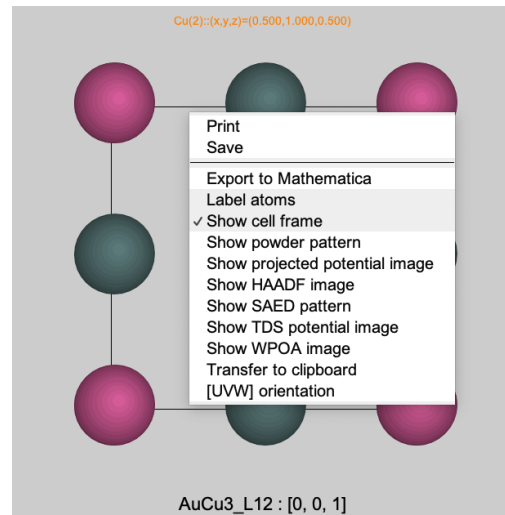 Cu(2)::(x,y,z)=(0.500,1.000,0.500)
Print
Save
Export to Mathematica
Label atoms
✓ Show cell frame
Show powder pattern
Show projected potential image
Show HAADF image
Show SAED pattern
Show TDS potential image
Show WPOA image
Transfer to clipboard
[UVW] orientation
AuCu3_L12 : [0, 0, 1]